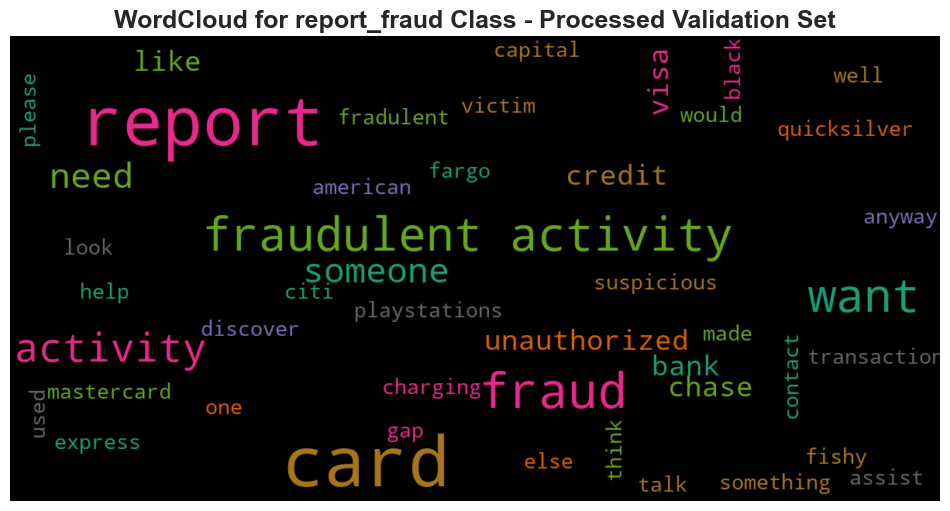 WordCloud for report_fraud Class - Processed Validation Set
capital
like
please
visa
black
well
report
fradulent
victim
would
quicksilver
need
american
fargo
credit
anyway
fraudulent activity
look
someone
suspicious
help
citi
playstations
want
discover
activity
unauthorized
made
transaction
bank
contact
mastercard
used
charging
fraud
chase
one
express
gap
card
else
think
fishy
talk
something
assist